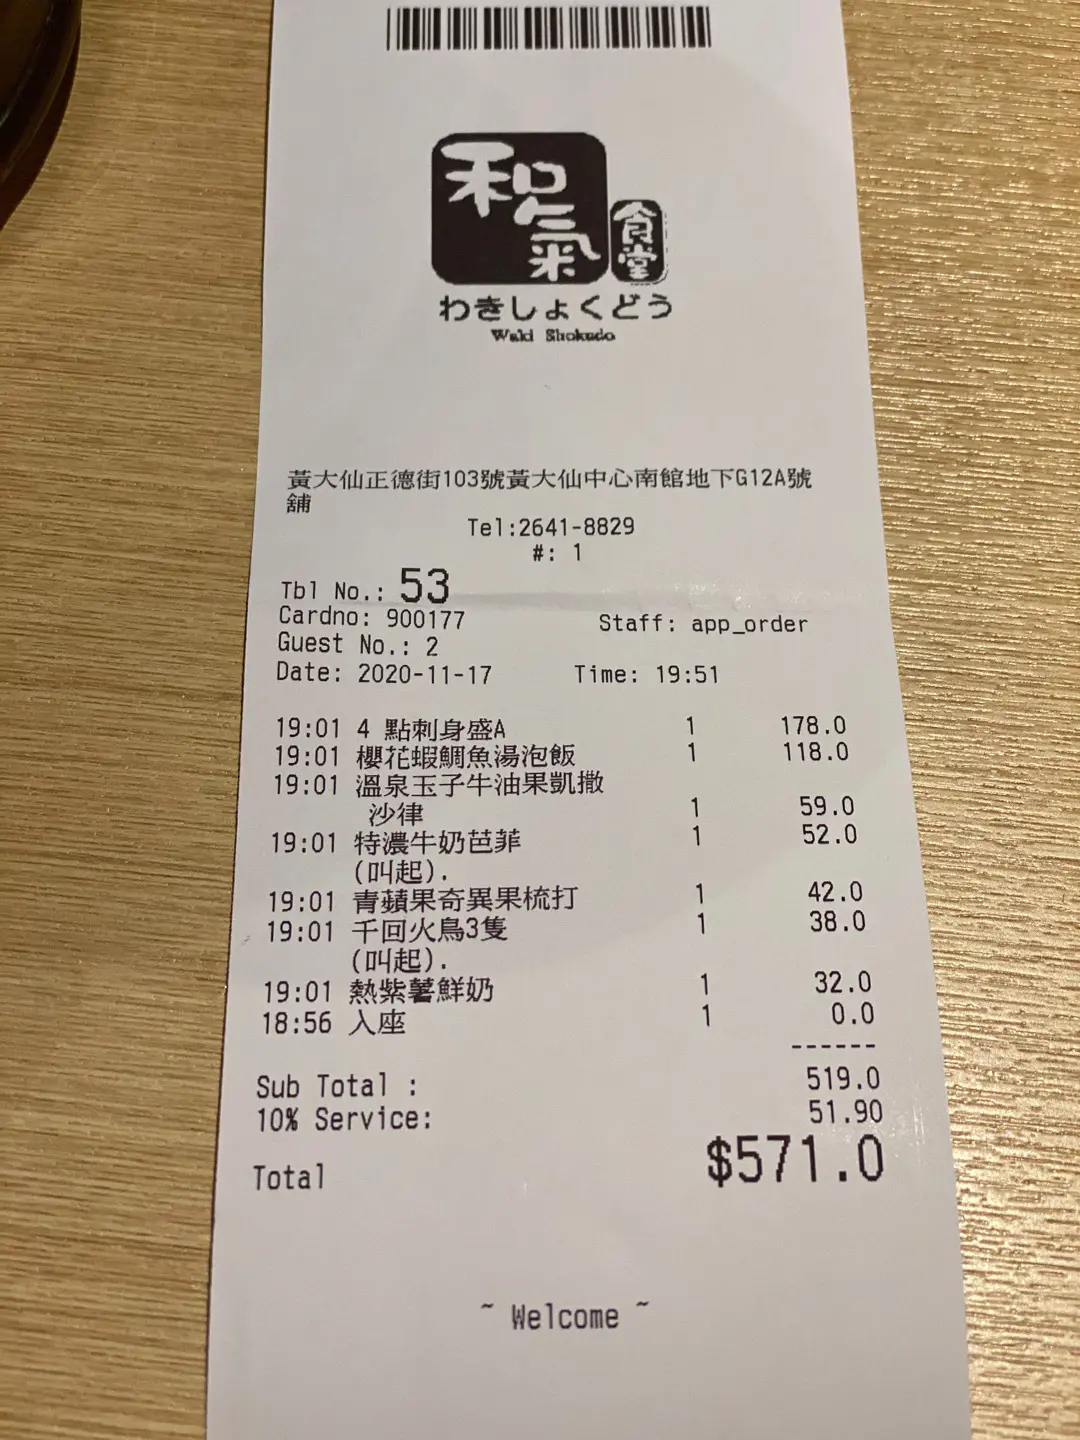 和氣食堂
わきしょくどう
Waki Shokudo
黃大仙正德街103號黃大仙中心南館地下G12A號
舖
Tel:2641-8829
#: 1
Tbl No.: 53
Cardno: 900177 Staff: app_order
Guest No.: 2
Date: 2020-11-17 Time: 19:51
19:01 4 點刺身盛A 1 178.0
19:01 櫻花蝦鯛魚湯泡飯 1 118.0
19:01 溫泉玉子牛油果凱撒
沙律 1 59.0
19:01 特濃牛奶芭菲 1 52.0
(叫起).
19:01 青蘋果奇異果梳打 1 42.0
19:01 千回火鳥3隻 1 38.0
(叫起).
19:01 熱紫薯鮮奶 1 32.0
18:56 入座 1 0.0
------
Sub Total : 519.0
10% Service: 51.90
Total $571.0
~ Welcome ~